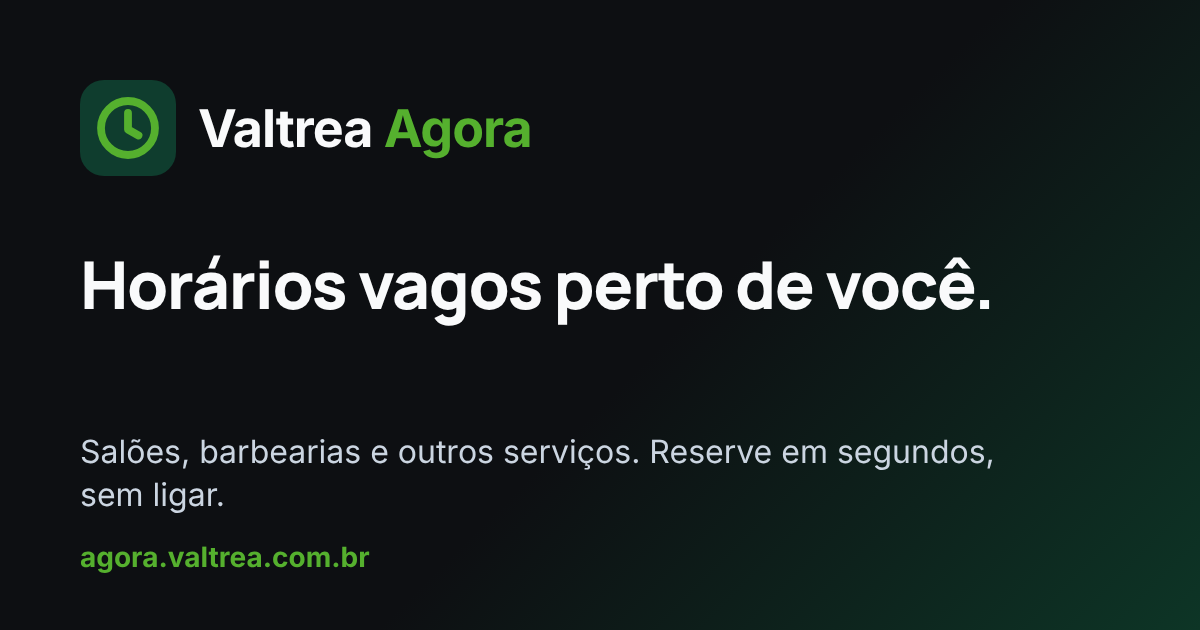 Valtrea Agora
Horários vagos perto de você.
Salões, barbearias e outros serviços. Reserve em segundos,
sem ligar.
agora.valtrea.com.br